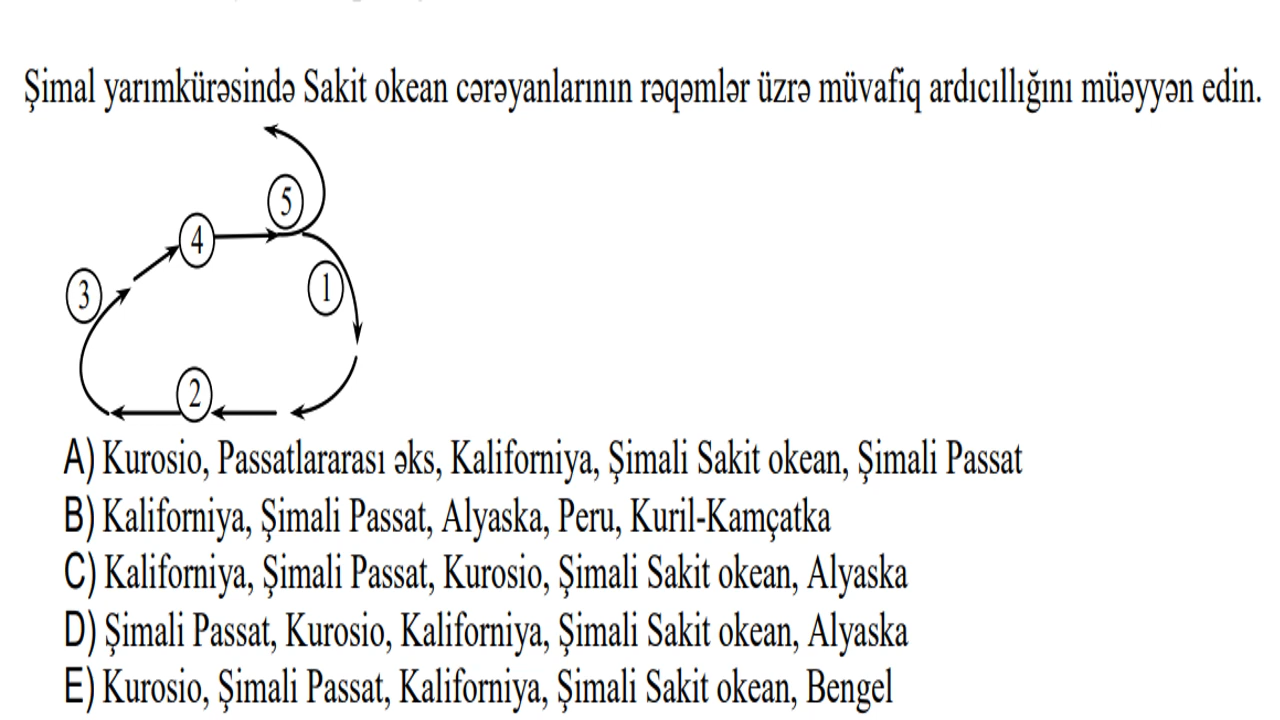 Şimal yarımkürəsində Sakit okean cərəyanlarının rəqəmlər üzrə müvafiq ardıcıllığını müəyyən edin.
5
4
3
1
2
A) Kurosio, Passatlararası əks, Kaliforniya, Şimali Sakit okean, Şimali Passat
B) Kaliforniya, Şimali Passat, Alyaska, Peru, Kuril-Kamçatka
C) Kaliforniya, Şimali Passat, Kurosio, Şimali Sakit okean, Alyaska
D) Şimali Passat, Kurosio, Kaliforniya, Şimali Sakit okean, Alyaska
E) Kurosio, Şimali Passat, Kaliforniya, Şimali Sakit okean, Bengel